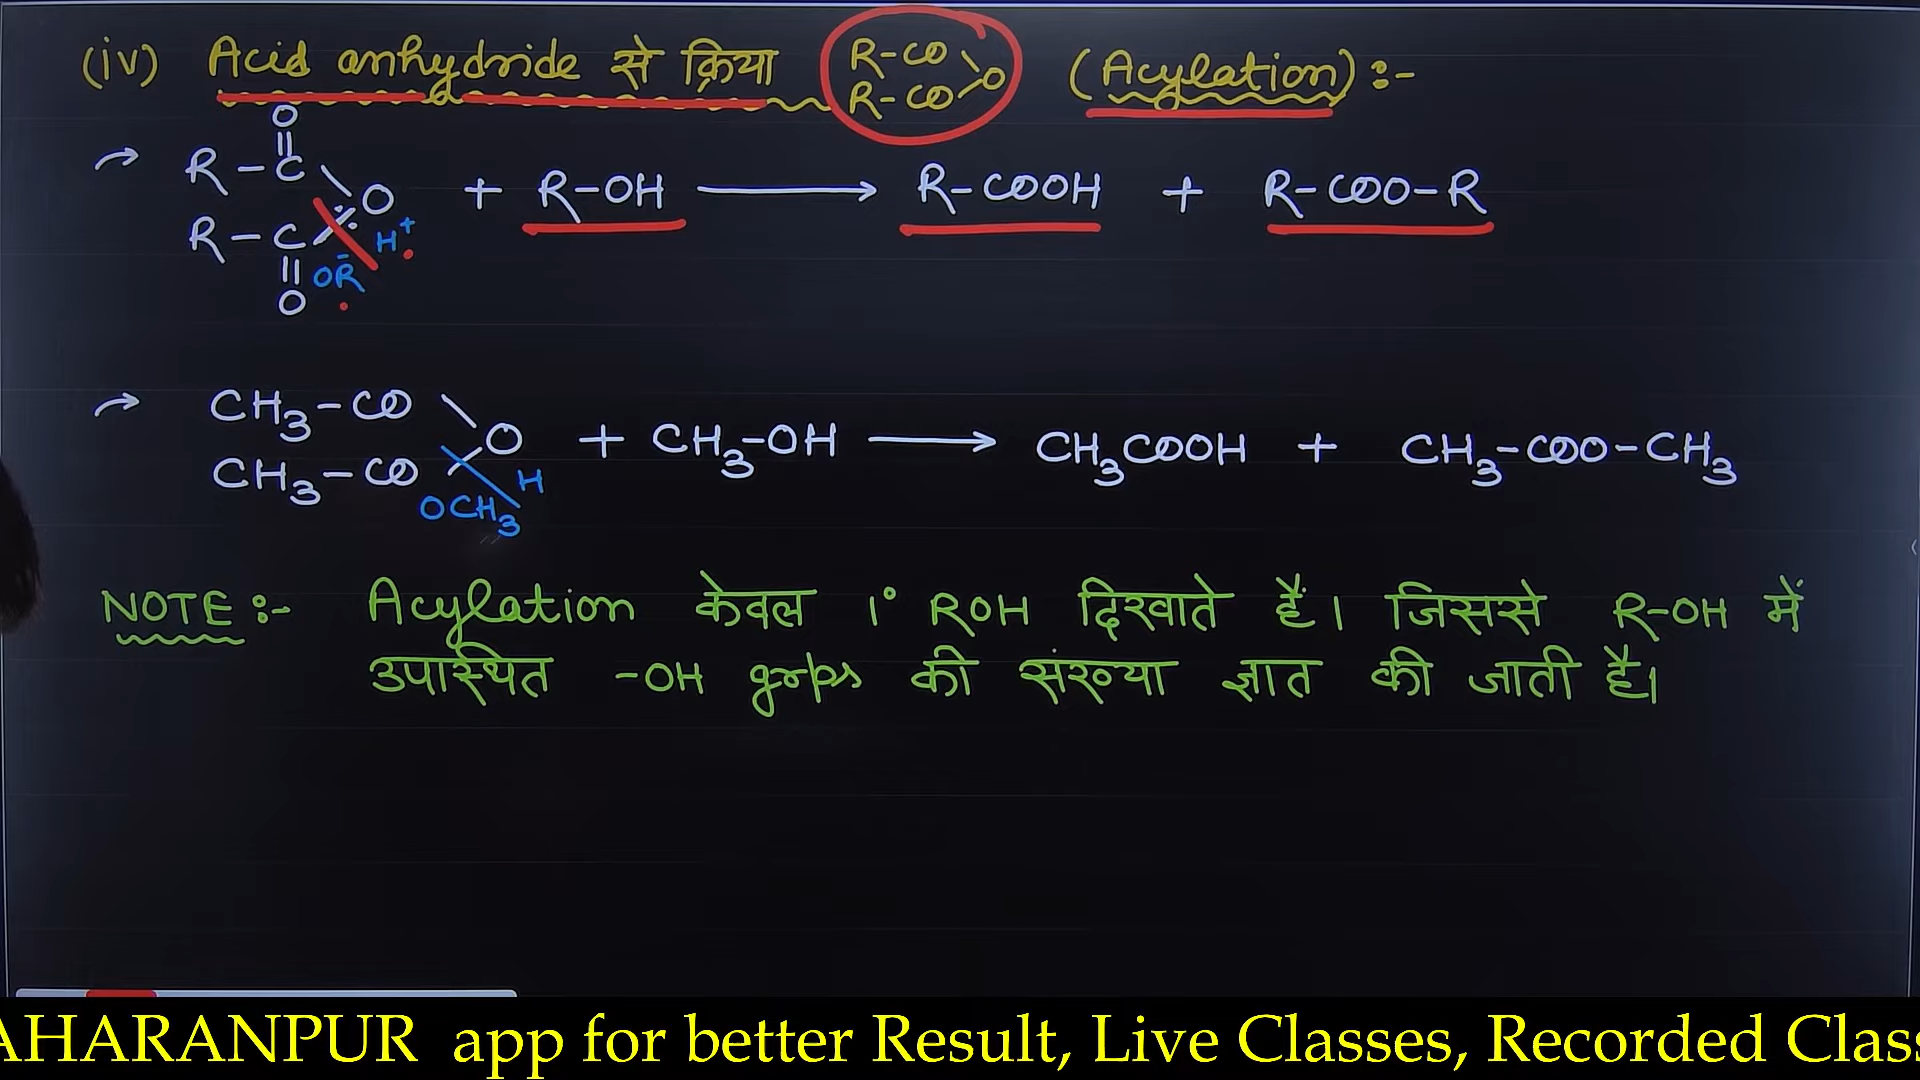 (iv) Acid anhydride से क्रिया R-CO R-CO O (Acylation) :-
O
R-C
O + R-OH → R-COOH + R-COO-R
R-C H+
OR-
O
CH3-CO
O + CH3-OH → CH3COOH + CH3-COO-CH3
CH3-CO H
OCH3
NOTE :- Acylation केवल 1° ROH दिखाते हैं। जिससे R-OH में
उपस्थित -OH grps की संख्या ज्ञात की जाती है।
AHARANPUR app for better Result, Live Classes, Recorded Clas